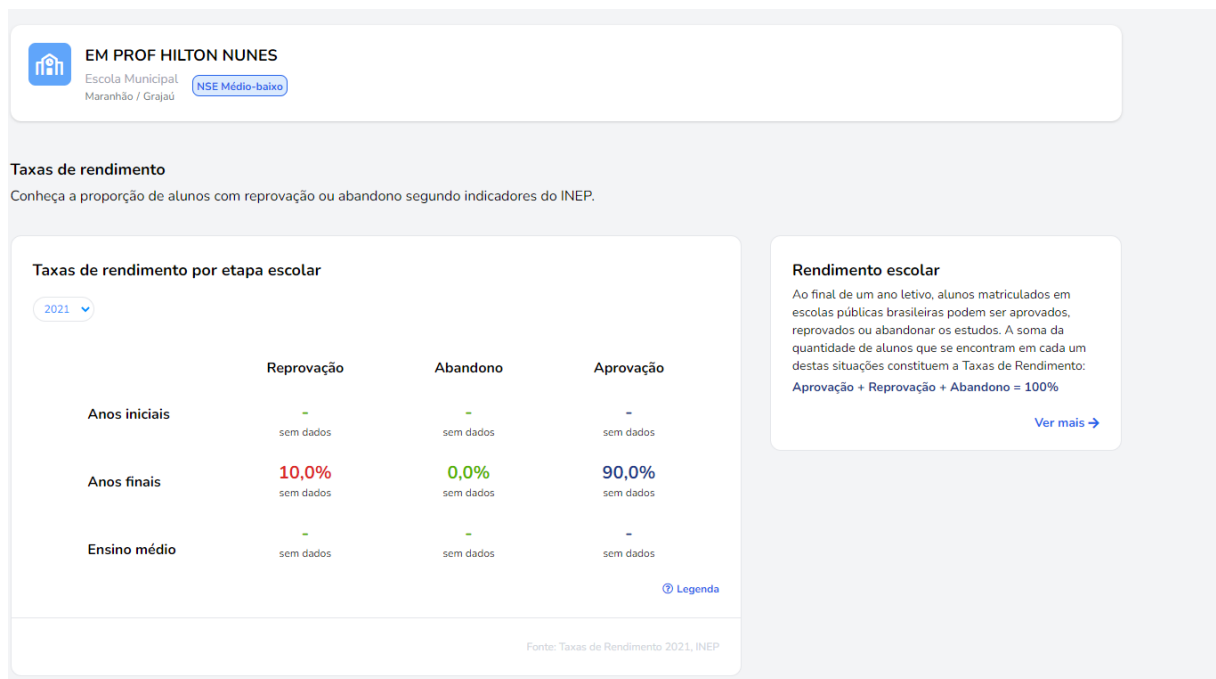 EM PROF HILTON NUNES
Escola Municipal
NSE Médio-baixo
Maranhão / Grajaú
Taxas de rendimento
Conheça a proporção de alunos com reprovação ou abandono segundo indicadores do INEP.
Taxas de rendimento por etapa escolar
2021
Reprovação Abandono Aprovação
Anos iniciais - - -
sem dados sem dados sem dados
Anos finais 10,0% 0,0% 90,0%
sem dados sem dados sem dados
Ensino médio - - -
sem dados sem dados sem dados
Legenda
Fonte: Taxas de Rendimento 2021, INEP
Rendimento escolar
Ao final de um ano letivo, alunos matriculados em
escolas públicas brasileiras podem ser aprovados,
reprovados ou abandonar os estudos. A soma da
quantidade de alunos que se encontram em cada um
destas situações constituem a Taxas de Rendimento:
Aprovação + Reprovação + Abandono = 100%
Ver mais →